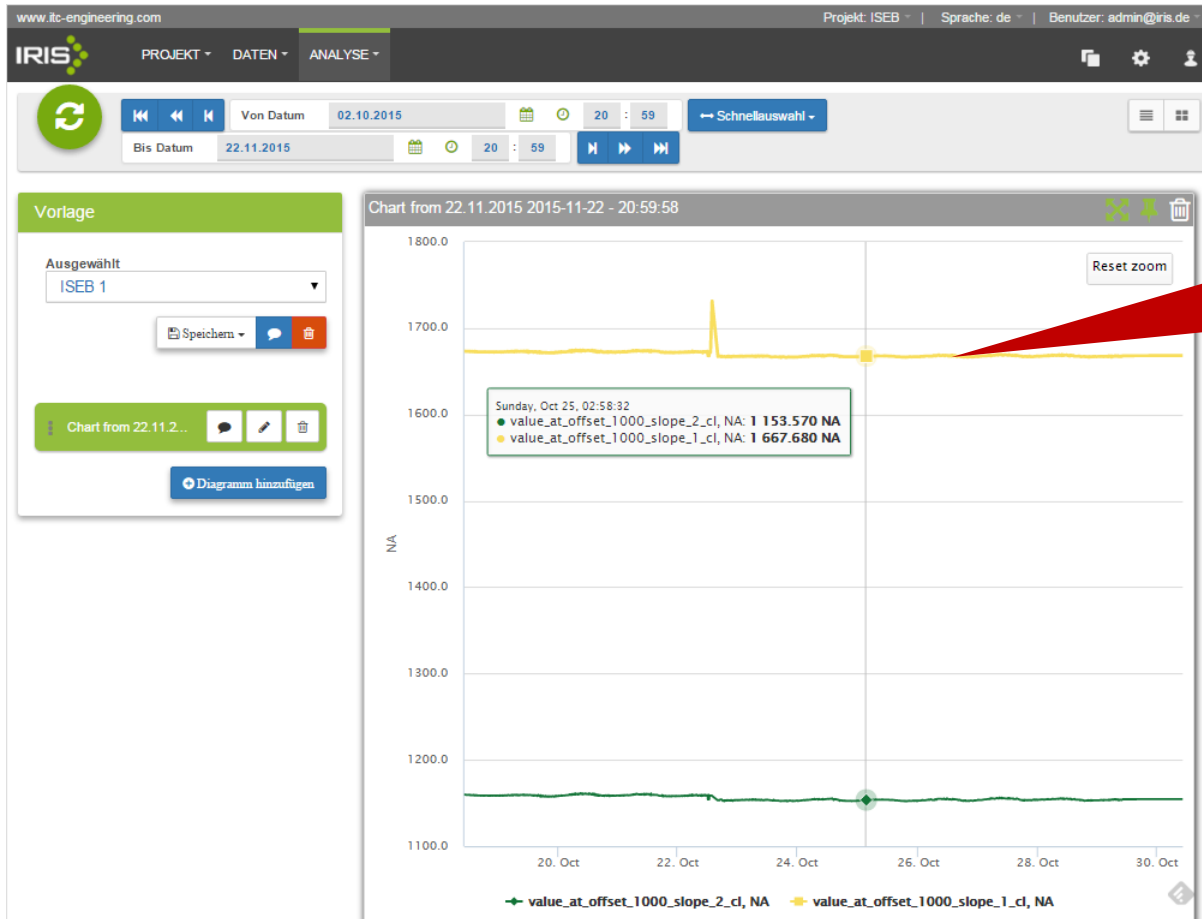 www.itc-engineering.com Projekt: ISEB | Sprache: de | Benutzer: admin@iris.de
IRIS PROJEKT DATEN ANALYSE
Von Datum 02.10.2015 20 : 59 Schnellauswahl
Bis Datum 22.11.2015 20 : 59
Vorlage
Ausgewählt
ISEB 1
Speichern
Chart from 22.11.2...
Diagramm hinzufügen
Chart from 22.11.2015 2015-11-22 - 20:59:58
Reset zoom
1800.0
1700.0
1600.0
1500.0
1400.0
1300.0
1200.0
1100.0
NA
Sunday, Oct 25, 02:58:32
value_at_offset_1000_slope_2_cl, NA: 1 153.570 NA
value_at_offset_1000_slope_1_cl, NA: 1 667.680 NA
20. Oct 22. Oct 24. Oct 26. Oct 28. Oct 30. Oct
value_at_offset_1000_slope_2_cl, NA value_at_offset_1000_slope_1_cl, NA